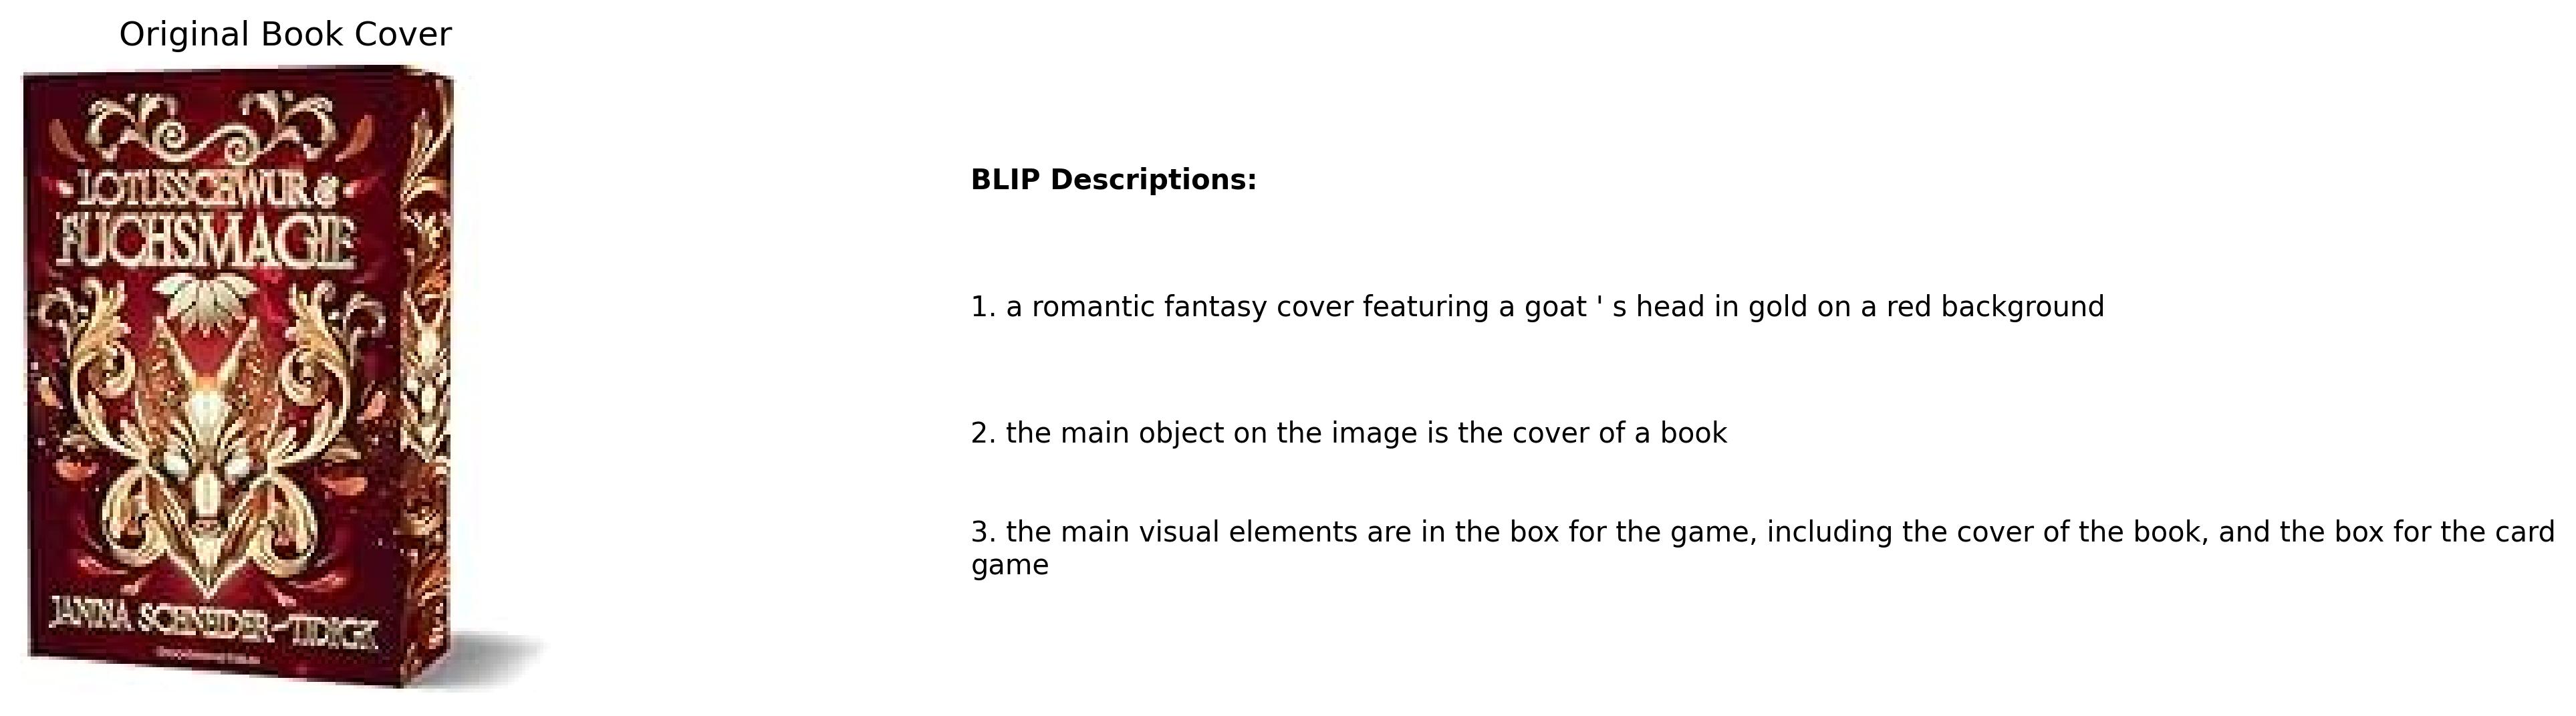 Original Book Cover
LOTUSSCHWUR &
FUCHSMAGIE
JANINA SCHNEIDER-TIDIGK
BLIP Descriptions:
1. a romantic fantasy cover featuring a goat ' s head in gold on a red background
2. the main object on the image is the cover of a book
3. the main visual elements are in the box for the game, including the cover of the book, and the box for the card
game